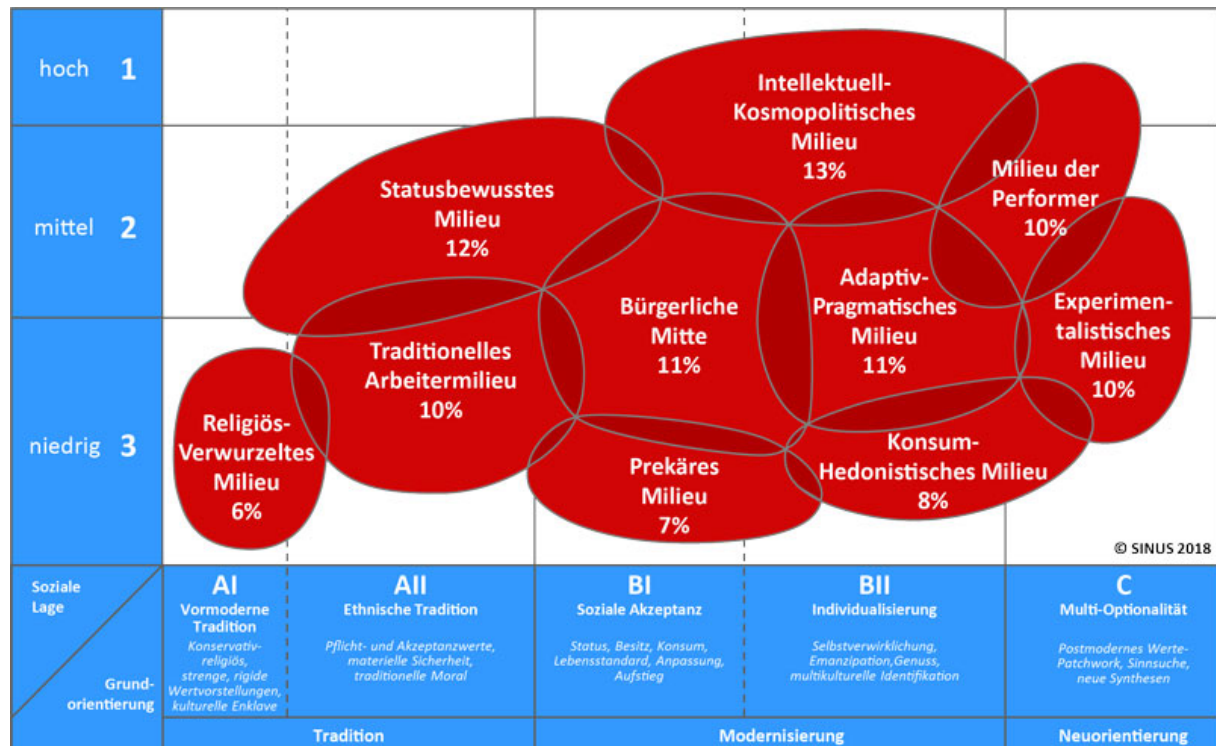 hoch 1
mittel 2
niedrig 3
Intellektuell-
Kosmopolitisches
Milieu
13%
Statusbewusstes
Milieu
12%
Milieu der
Performer
10%
Bürgerliche
Mitte
11%
Adaptiv-
Pragmatisches
Milieu
11%
Experimen-
talistisches
Milieu
10%
Traditionelles
Arbeitermilieu
10%
Religiös-
Verwurzeltes
Milieu
6%
Prekäres
Milieu
7%
Konsum-
Hedonistisches Milieu
8%
© SINUS 2018
Soziale
Lage
Grund-
orientierung
AI
Vormoderne
Tradition
Konservativ-
religiös,
strenge, rigide
Wertvorstellungen,
kulturelle Enklave
AII
Ethnische Tradition
Pflicht- und Akzeptanzwerte,
materielle Sicherheit,
traditionelle Moral
BI
Soziale Akzeptanz
Status, Besitz, Konsum,
Lebensstandard, Anpassung,
Aufstieg
BII
Individualisierung
Selbstverwirklichung,
Emanzipation,Genuss,
multikulturelle Identifikation
C
Multi-Optionalität
Postmodernes Werte-
Patchwork, Sinnsuche,
neue Synthesen
Tradition
Modernisierung
Neuorientierung